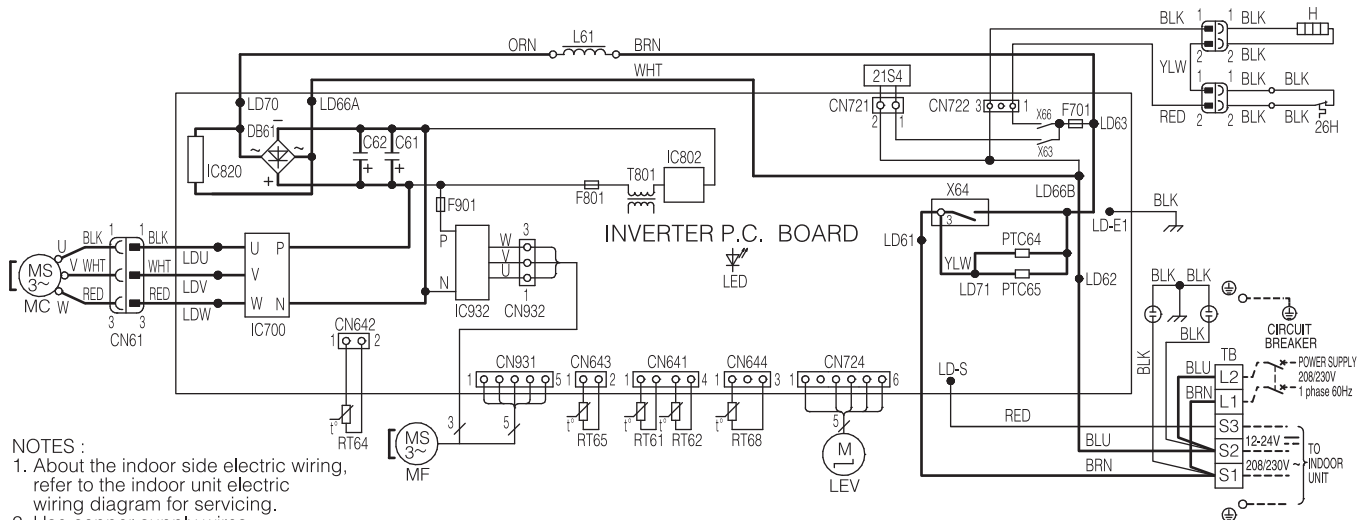 ORN L61 BRN
WHT
21S4
CN721
2 1
CN722 3 1
BLK 1 1 BLK H
2 2 BLK
YLW
1 1 BLK BLK
RED 2 2 BLK BLK 26H
LD70 LD66A
DB61 − ~ ~ +
IC820
C62 + C61 +
X66 F701 LD63
X63
F801 T801 IC802
F901
INVERTER P.C. BOARD
LED
X64
3
LD66B
LD61
YLW
LD71
PTC64
PTC65
LD62
LD-E1
BLK
MS 3~ MC
U BLK 1 1 BLK LDU U P
V WHT WHT LDV V
W RED RED LDW W N
3 3
CN61
IC700
P N
IC932
W V U
3 1
CN932
CN642
1 2
t° RT64
CN931
1 5
3 5
MS 3~
MF
CN643
1 2
t° RT65
CN641
1 4
t° RT61 t° RT62
CN644
1 3
t° RT68
CN724
1 6
5
M
LEV
LD-S
RED
BLU
BRN
BLK BLK
BLK BLK
CIRCUIT
BREAKER
TB
BLU L2
BRN L1
S3
S2
S1
POWER SUPPLY
208/230V
1 phase 60Hz
12-24V
208/230V ~
TO
INDOOR
UNIT
NOTES :
1. About the indoor side electric wiring,
refer to the indoor unit electric
wiring diagram for servicing.
2. Use copper supply wires.